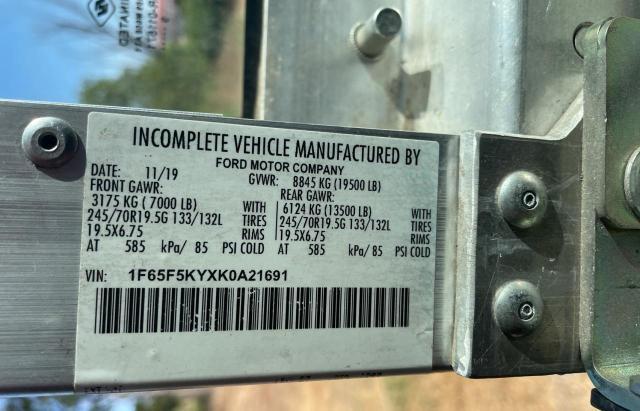 INCOMPLETE VEHICLE MANUFACTURED BY
FORD MOTOR COMPANY
DATE: 11/19 GVWR: 8845 KG (19500 LB)
FRONT GAWR: REAR GAWR:
3175 KG (7000 LB) WITH 6124 KG (13500 LB) WITH
245/70R19.5G 133/132L TIRES 245/70R19.5G 133/132L TIRES
19.5X6.75 RIMS 19.5X6.75 RIMS
AT 585 kPa/ 85 PSI COLD AT 585 kPa/ 85 PSI COLD
VIN: 1F65F5KYXK0A21691